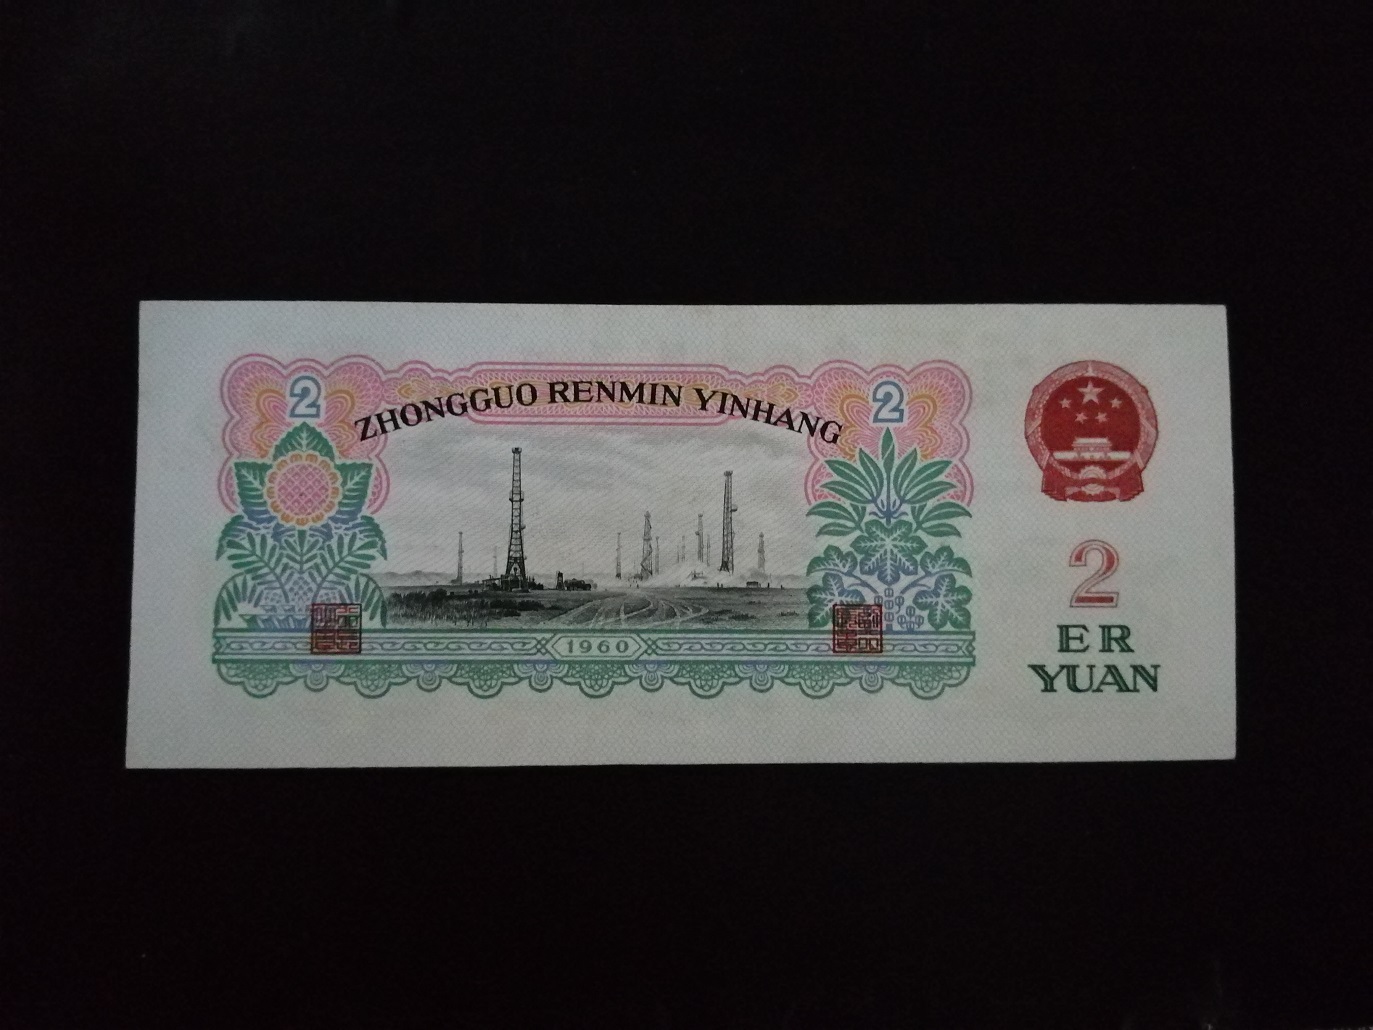 2
ZHONGGUO RENMIN YINHANG
2
1960
2
ER
YUAN